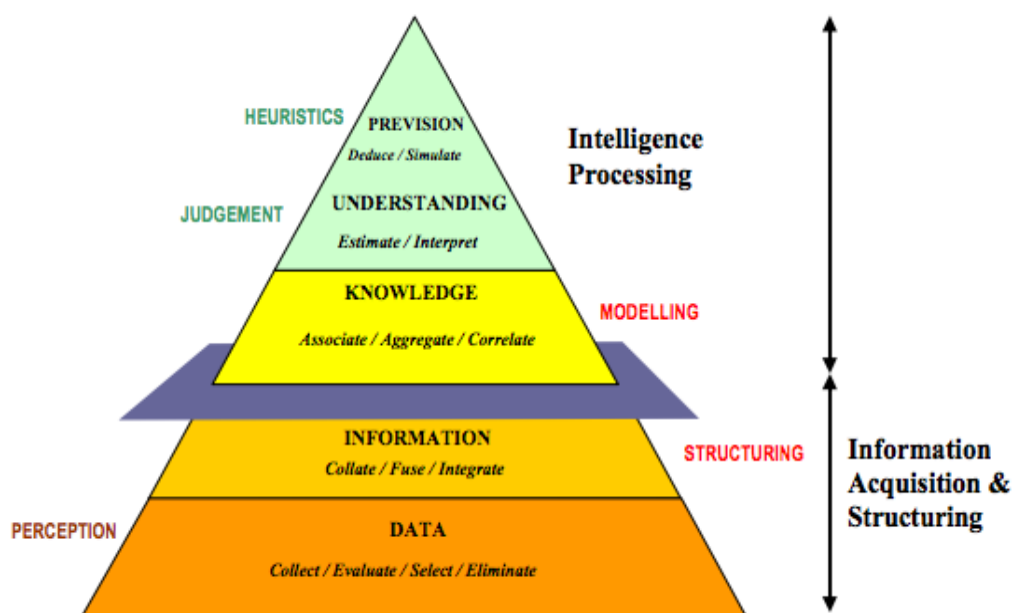 HEURISTICS
PREVISION
Deduce / Simulate
Intelligence
Processing
JUDGEMENT
UNDERSTANDING
Estimate / Interpret
KNOWLEDGE
MODELLING
Associate / Aggregate / Correlate
INFORMATION
STRUCTURING
Collate / Fuse / Integrate
Information
Acquisition &
Structuring
PERCEPTION
DATA
Collect / Evaluate / Select / Eliminate